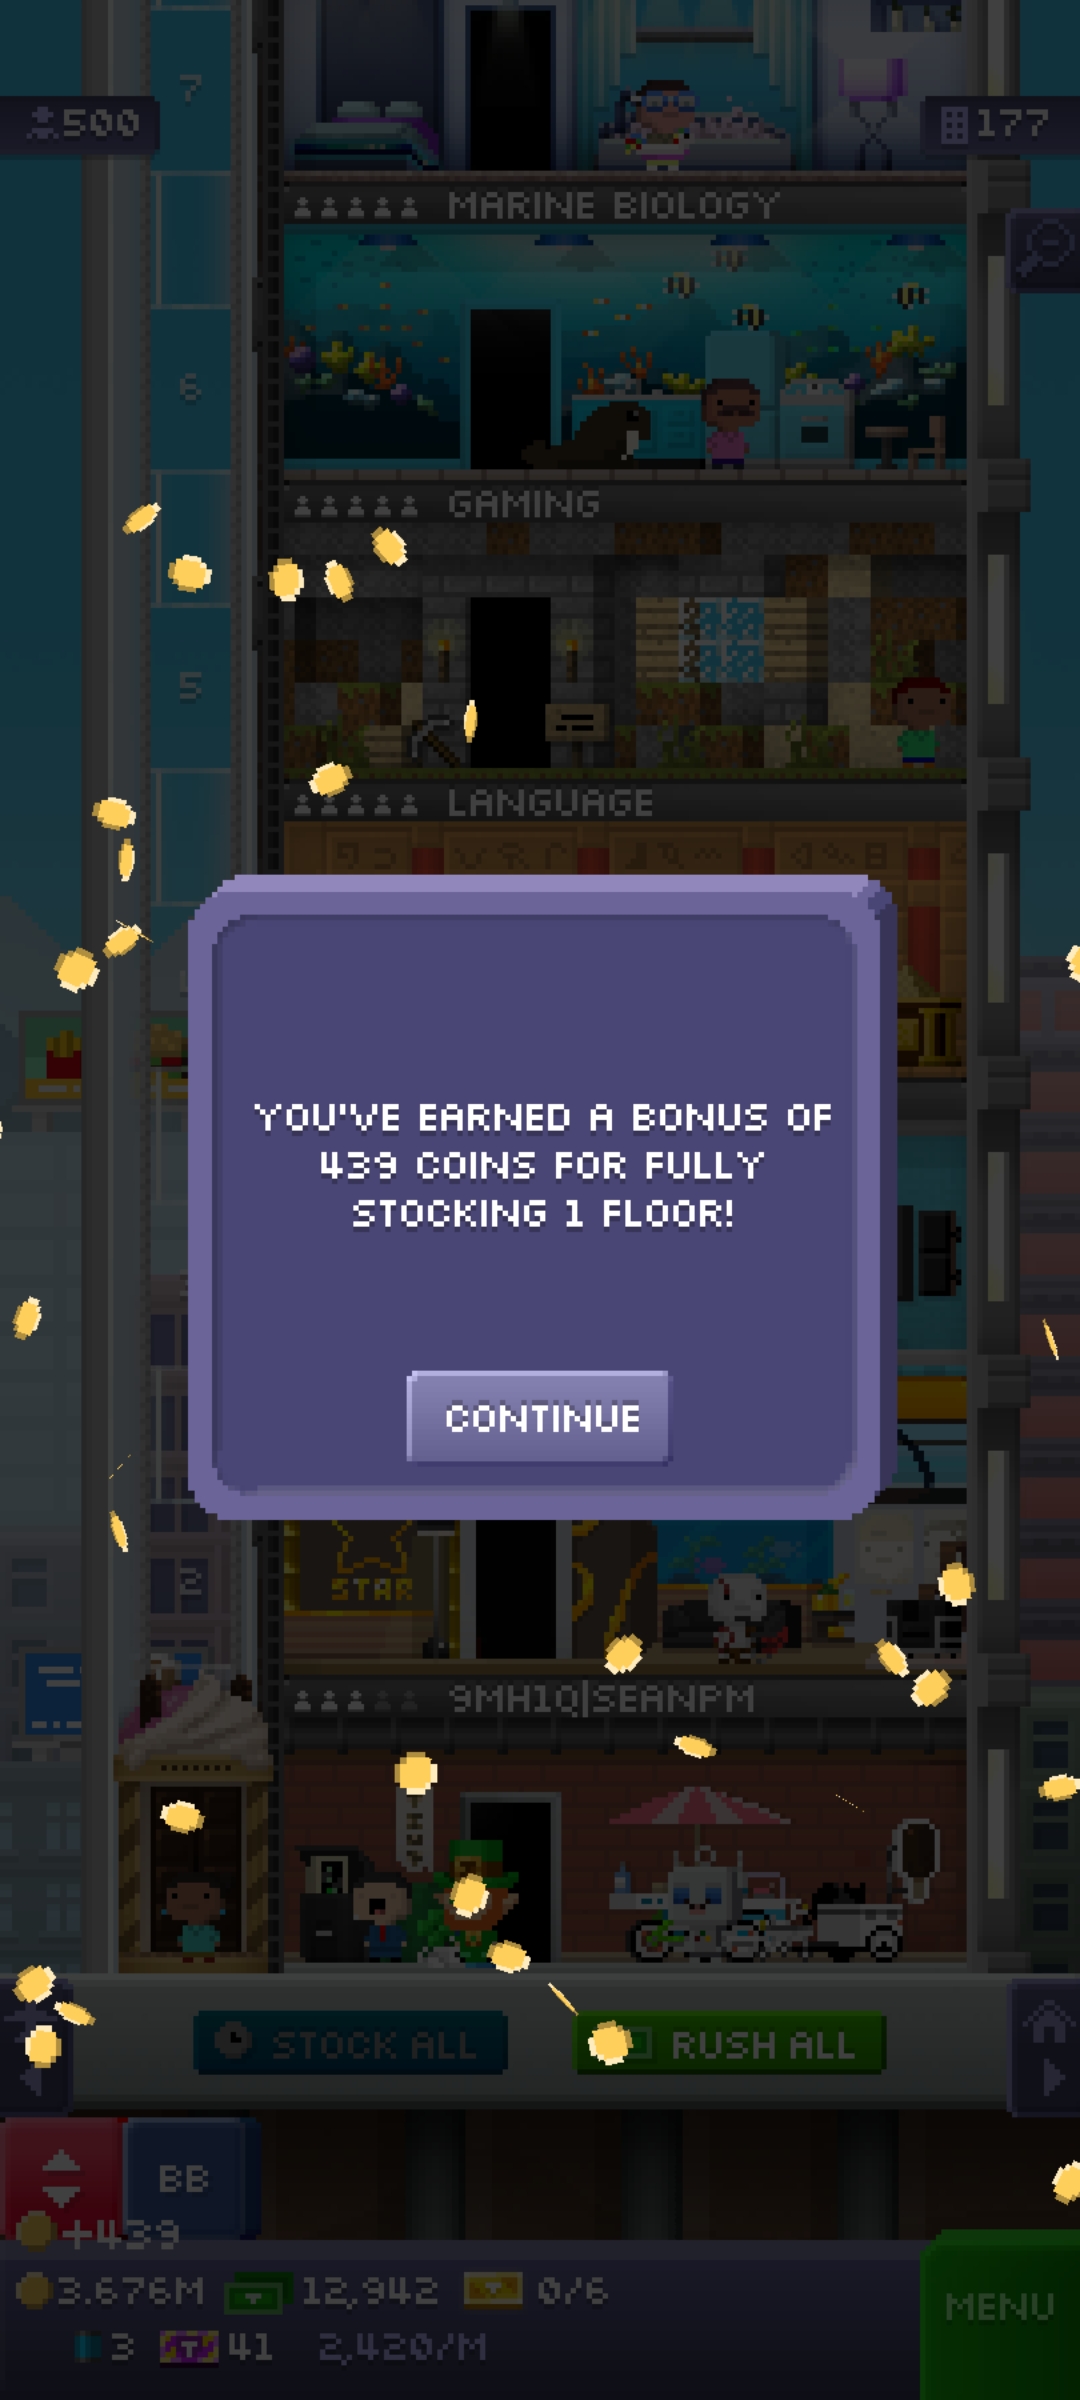 7
500
177
MARINE BIOLOGY
6
GAMING
5
LANGUAGE
YOU'VE EARNED A BONUS OF
439 COINS FOR FULLY
STOCKING 1 FLOOR!
CONTINUE
STAR
2
9MH1Q|SEANPM
STOCK ALL
RUSH ALL
BB
+439
3.676M
12,942
0/6
MENU
3
41
2,420/M